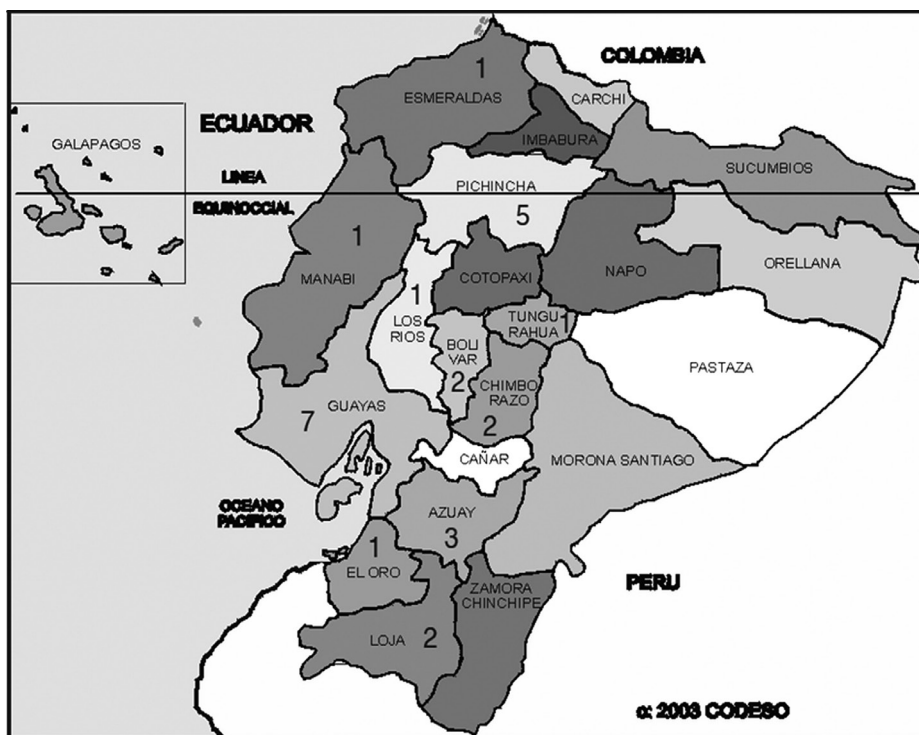 COLOMBIA
1
ESMERALDAS
CARCHI
ECUADOR
IMBABURA
GALAPAGOS
SUCUMBIOS
LINEA
EQUINOCCIAL
PICHINCHA
5
1
MANABI
COTOPAXI
NAPO
ORELLANA
1
LOS
RIOS
TUNGU
RAHUA
1
BOLI
VAR
2
CHIMBO
RAZO
2
PASTAZA
7
GUAYAS
CAÑAR
MORONA SANTIAGO
OCEANO
PACIFICO
AZUAY
3
1
EL ORO
ZAMORA
CHINCHIPE
PERU
LOJA
2
α: 2003 CODESO